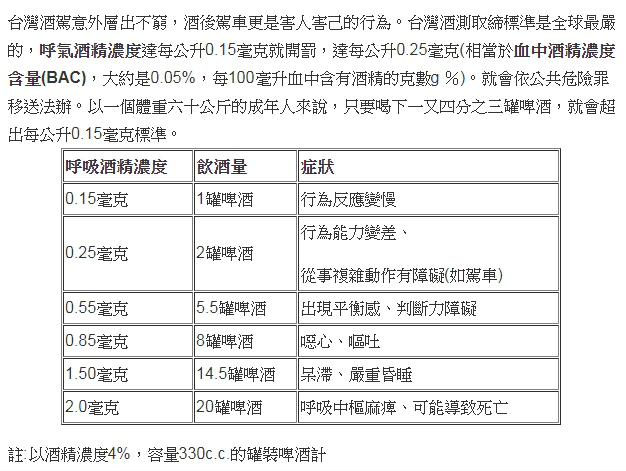 台灣酒駕意外層出不窮，酒後駕車更是害人害己的行為。台灣酒測取締標準是全球最嚴
的，呼氣酒精濃度達每公升0.15毫克就開罰，達每公升0.25毫克(相當於血中酒精濃度
含量(BAC)，大約是0.05%，每100毫升血中含有酒精的克數g %)。就會依公共危險罪
移送法辦。以一個體重六十公斤的成年人來說，只要喝下一又四分之三罐啤酒，就會超
出每公升0.15毫克標準。
呼吸酒精濃度 飲酒量 症狀
0.15毫克 1罐啤酒 行為反應變慢
0.25毫克 2罐啤酒 行為能力變差、
從事複雜動作有障礙(如駕車)
0.55毫克 5.5罐啤酒 出現平衡感、判斷力障礙
0.85毫克 8罐啤酒 噁心、嘔吐
1.50毫克 14.5罐啤酒 呆滯、嚴重昏睡
2.0毫克 20罐啤酒 呼吸中樞麻痺、可能導致死亡
註:以酒精濃度4%，容量330c.c.的罐裝啤酒計